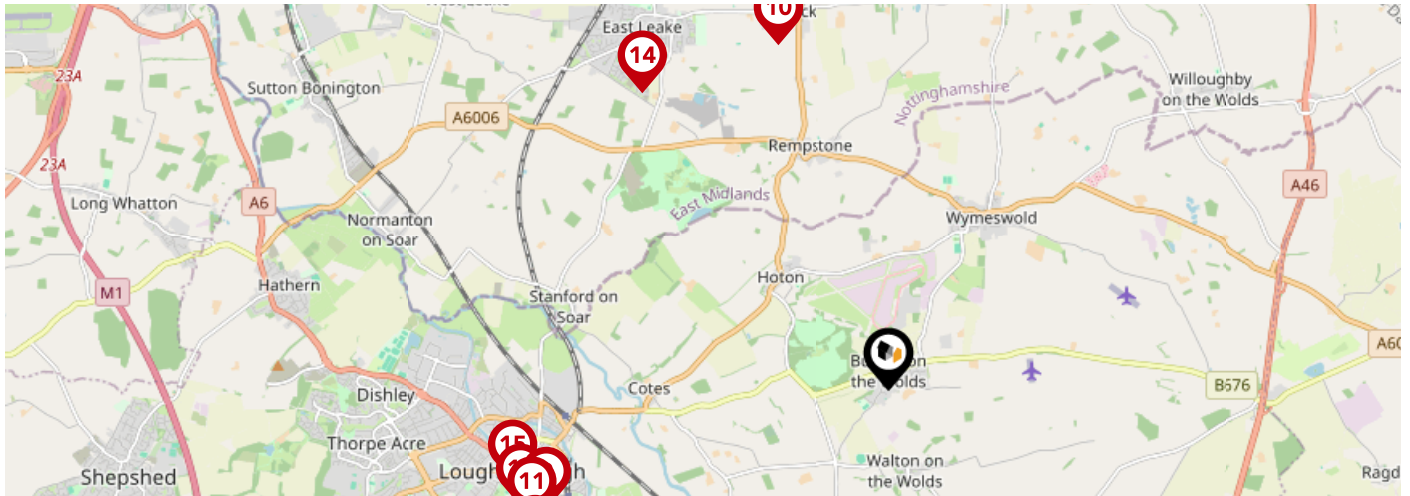 10
East Leake
14
23A
Sutton Bonington
Willoughby
on the Wolds
Nottinghamshire
A6006
Rempstone
23A
A6
A46
Long Whatton
East Midlands
Normanton
on Soar
Wymeswold
Hoton
Hathern
M1
Stanford on
Soar
the Wolds
B676
Cotes
Dishley
15
Thorpe Acre
11
Shepshed
Walton on
the Wolds